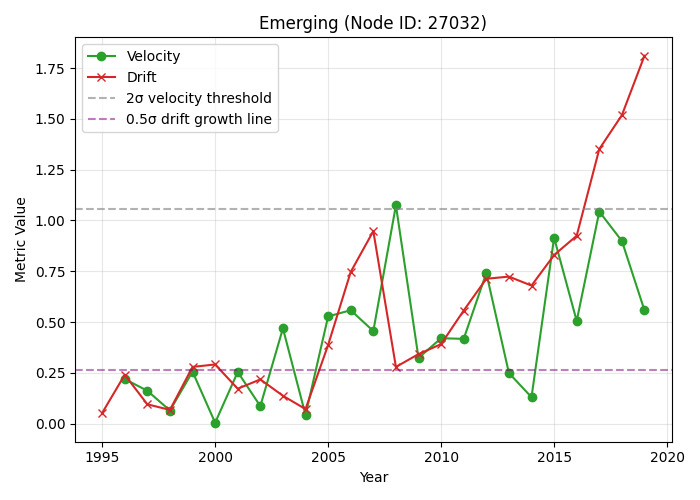 Emerging (Node ID: 27032)
Velocity
Drift
2σ velocity threshold
0.5σ drift growth line
Metric Value
1.75
1.50
1.25
1.00
0.75
0.50
0.25
0.00
1995
2000
2005
2010
2015
2020
Year